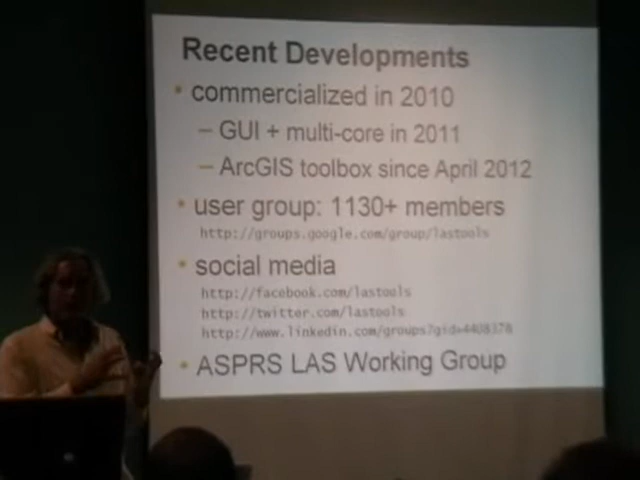 Recent Developments
• commercialized in 2010
– GUI + multi-core in 2011
– ArcGIS toolbox since April 2012
• user group: 1130+ members
http://groups.google.com/group/lastools
• social media
http://facebook.com/lastools
http://twitter.com/lastools
http://www.linkedin.com/groups?gid=4408378
• ASPRS LAS Working Group